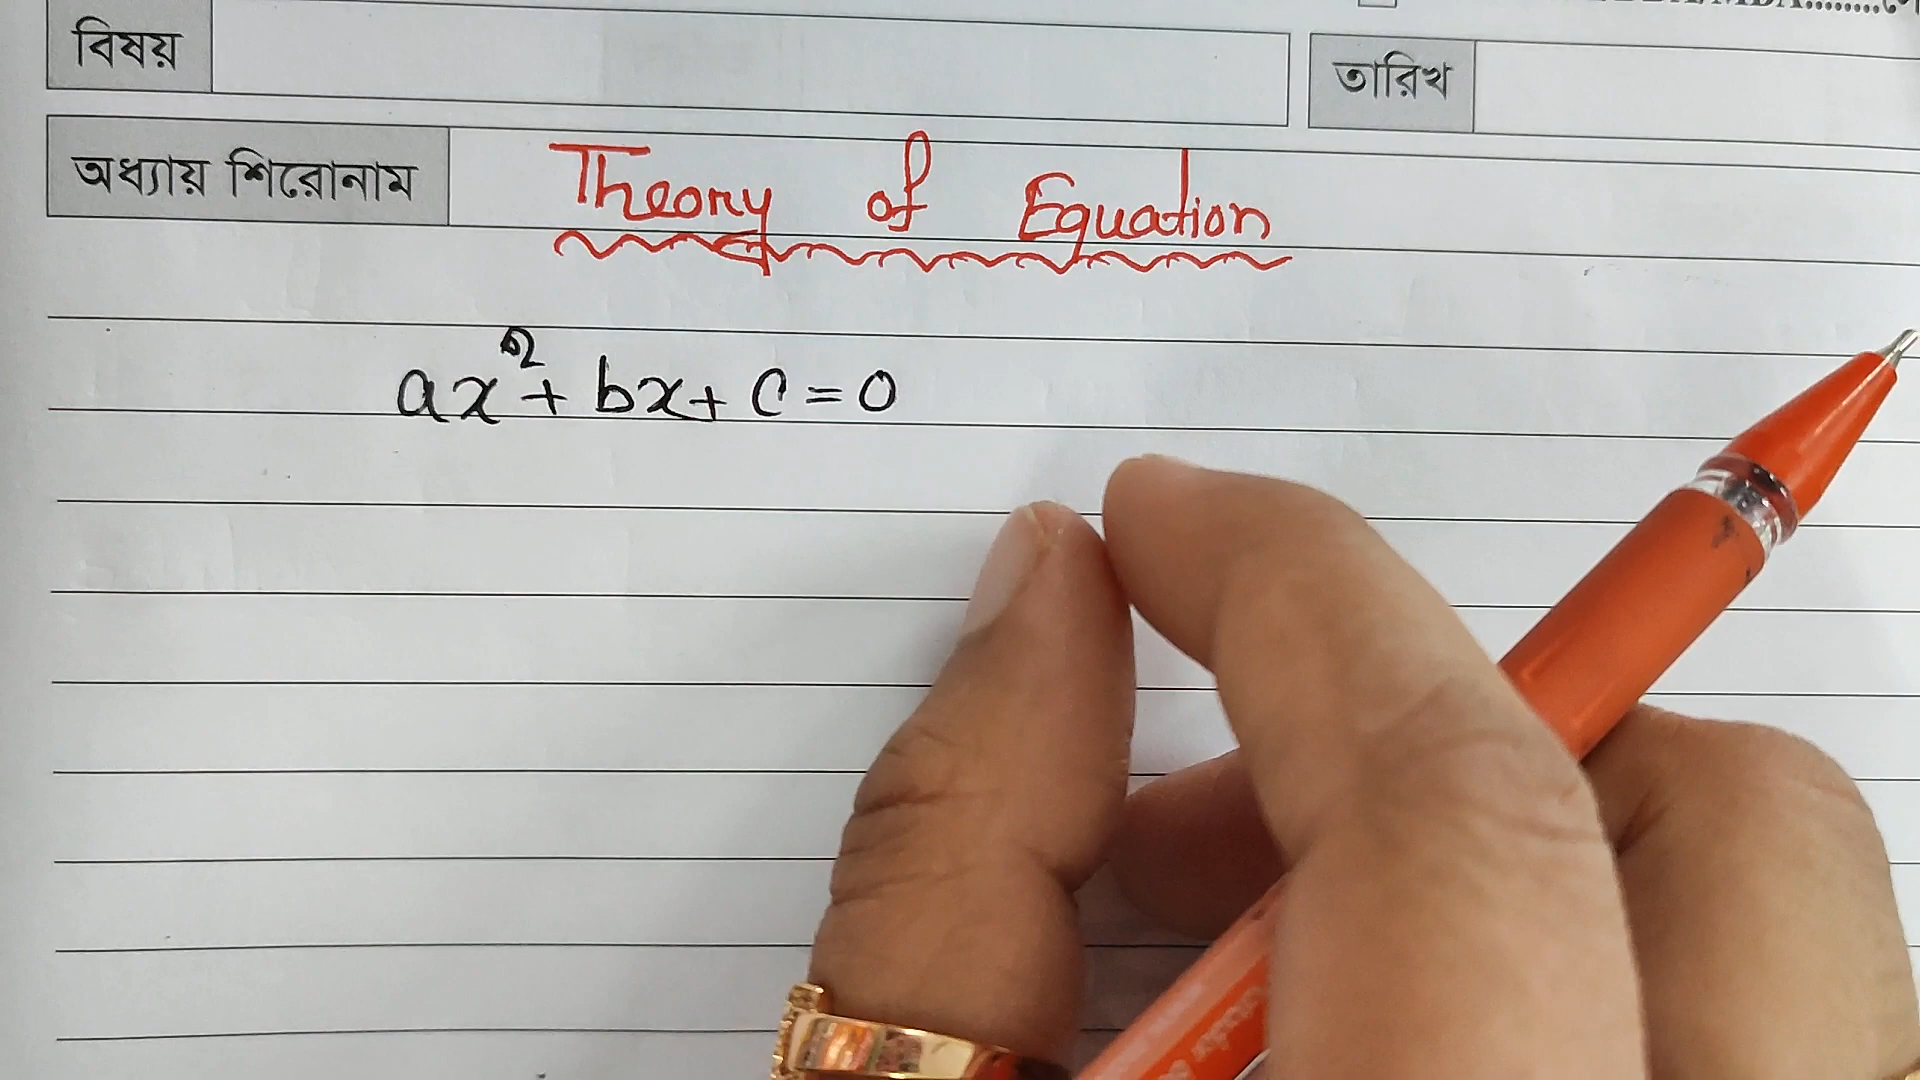 বিষয়
তারিখ
অধ্যায় শিরোনাম
Theory of Equation
ax²+ bx+ c = 0